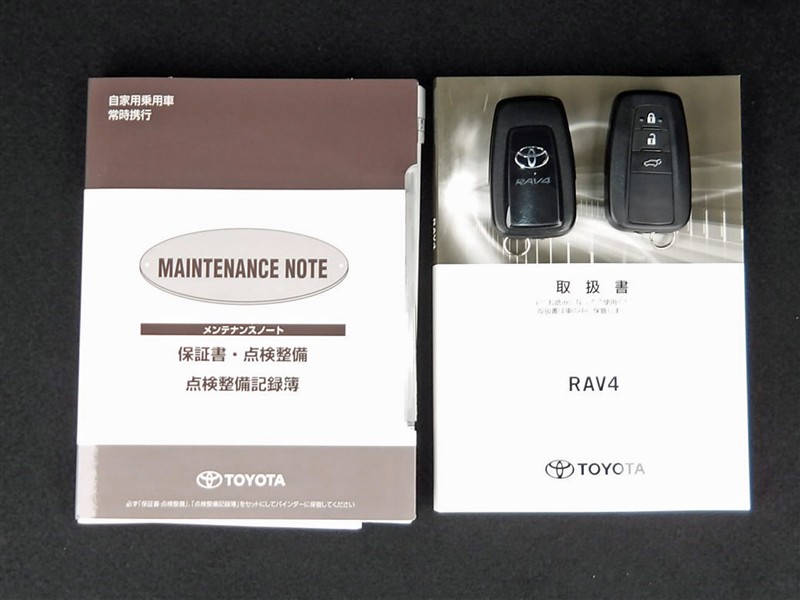 自家用乗用車
常時携行
MAINTENANCE NOTE
メンテナンスノート
保証書・点検整備
点検整備記録簿
TOYOTA
必ず「保証書・点検整備」、「点検整備記録簿」をセットにしてバインダーに保管してください
RAV4
RAV4
取扱書
RAV4
TOYOTA